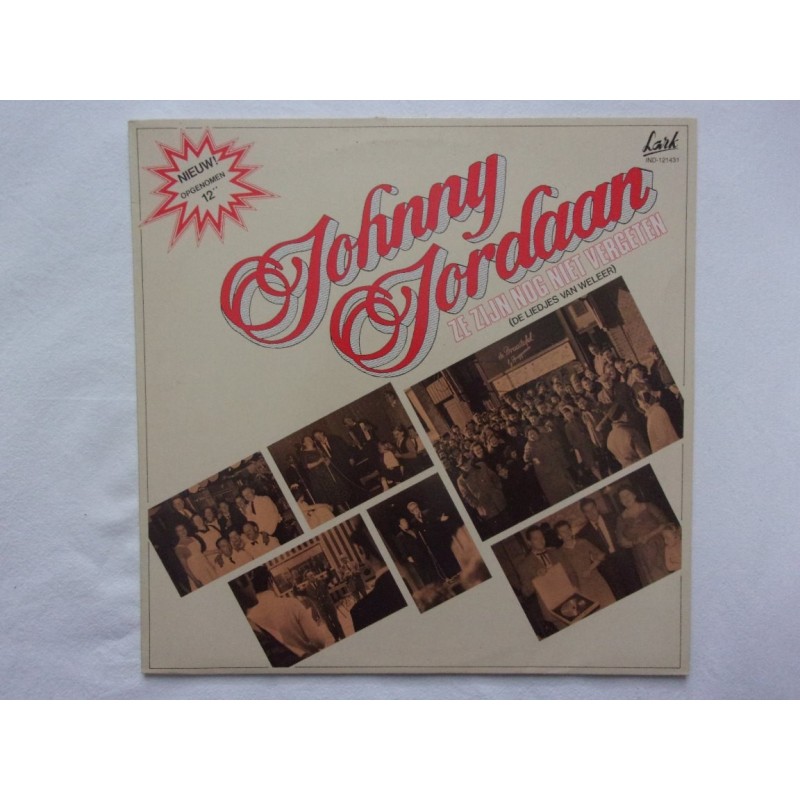 NIEUW!
OPGENOMEN
12"
Lark
IND-121431
Johnny
Jordaan
ZE ZIJN NOG NIET VERGETEN
(DE LIEDJES VAN WELEER)